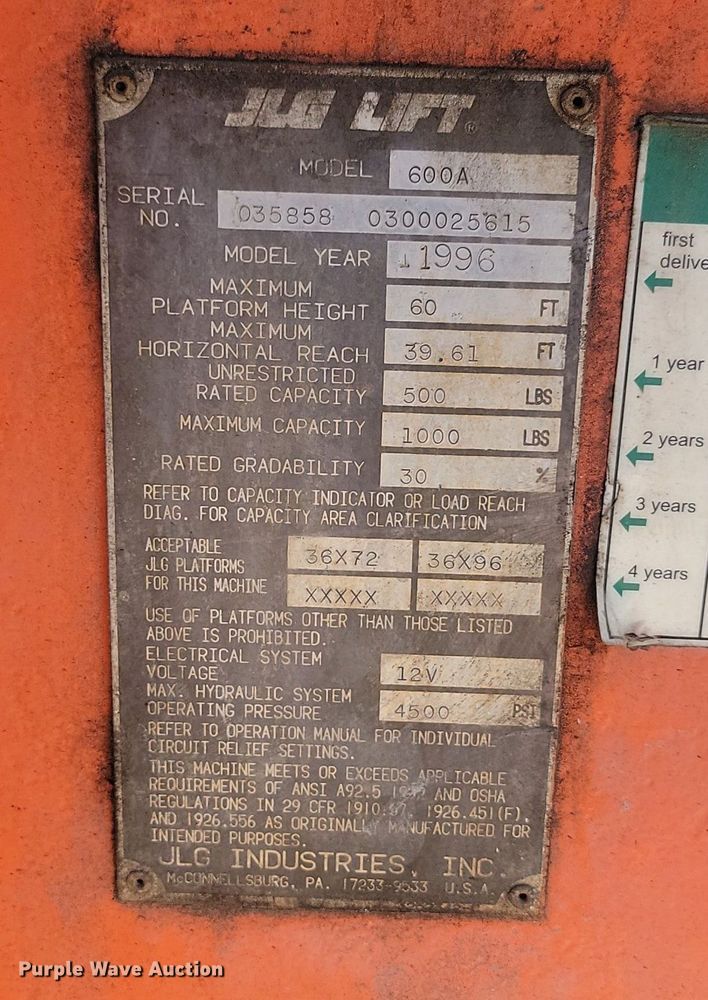 JLG LIFT®
MODEL 600A
SERIAL NO. 035858 0300025615
MODEL YEAR 1996
MAXIMUM
PLATFORM HEIGHT 60 FT
MAXIMUM
HORIZONTAL REACH 39.61 FT
UNRESTRICTED
RATED CAPACITY 500 LBS
MAXIMUM CAPACITY 1000 LBS
RATED GRADABILITY 30 %
REFER TO CAPACITY INDICATOR OR LOAD REACH
DIAG. FOR CAPACITY AREA CLARIFICATION
ACCEPTABLE
JLG PLATFORMS
FOR THIS MACHINE
36X72 36X96
XXXXX XXXXX
USE OF PLATFORMS OTHER THAN THOSE LISTED
ABOVE IS PROHIBITED.
ELECTRICAL SYSTEM
VOLTAGE 12V
MAX. HYDRAULIC SYSTEM
OPERATING PRESSURE 4500 PSI
REFER TO OPERATION MANUAL FOR INDIVIDUAL
CIRCUIT RELIEF SETTINGS.
THIS MACHINE MEETS OR EXCEEDS APPLICABLE
REQUIREMENTS OF ANSI A92.5 AND OSHA
REGULATIONS IN 29 CFR 1926.451(F),
AND 1926.556 AS ORIGINALLY MANUFACTURED FOR
INTENDED PURPOSES.
JLG INDUSTRIES, INC.
McCONNELLSBURG, PA. 17233-9533 U.S.A.
first
delive
1 year
2 years
3 years
4 years
Purple Wave Auction